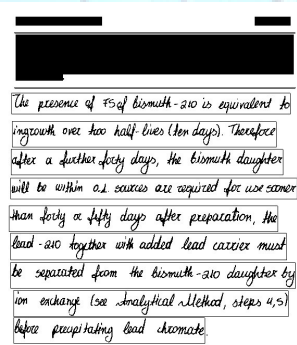 The presence of 75% of bismuth-210 is equivalent to
ingrowth over two half-lives (ten days). Therefore
after a further forty days, the bismuth daughter
will be within 0.1. sources are required for use sooner
than forty or fifty days after preparation, the
lead-210 together with added lead carrier must
be separated from the bismuth-210 daughter by
ion exchange (see Analytical Method, steps 4,5)
before precipitating lead chromate.